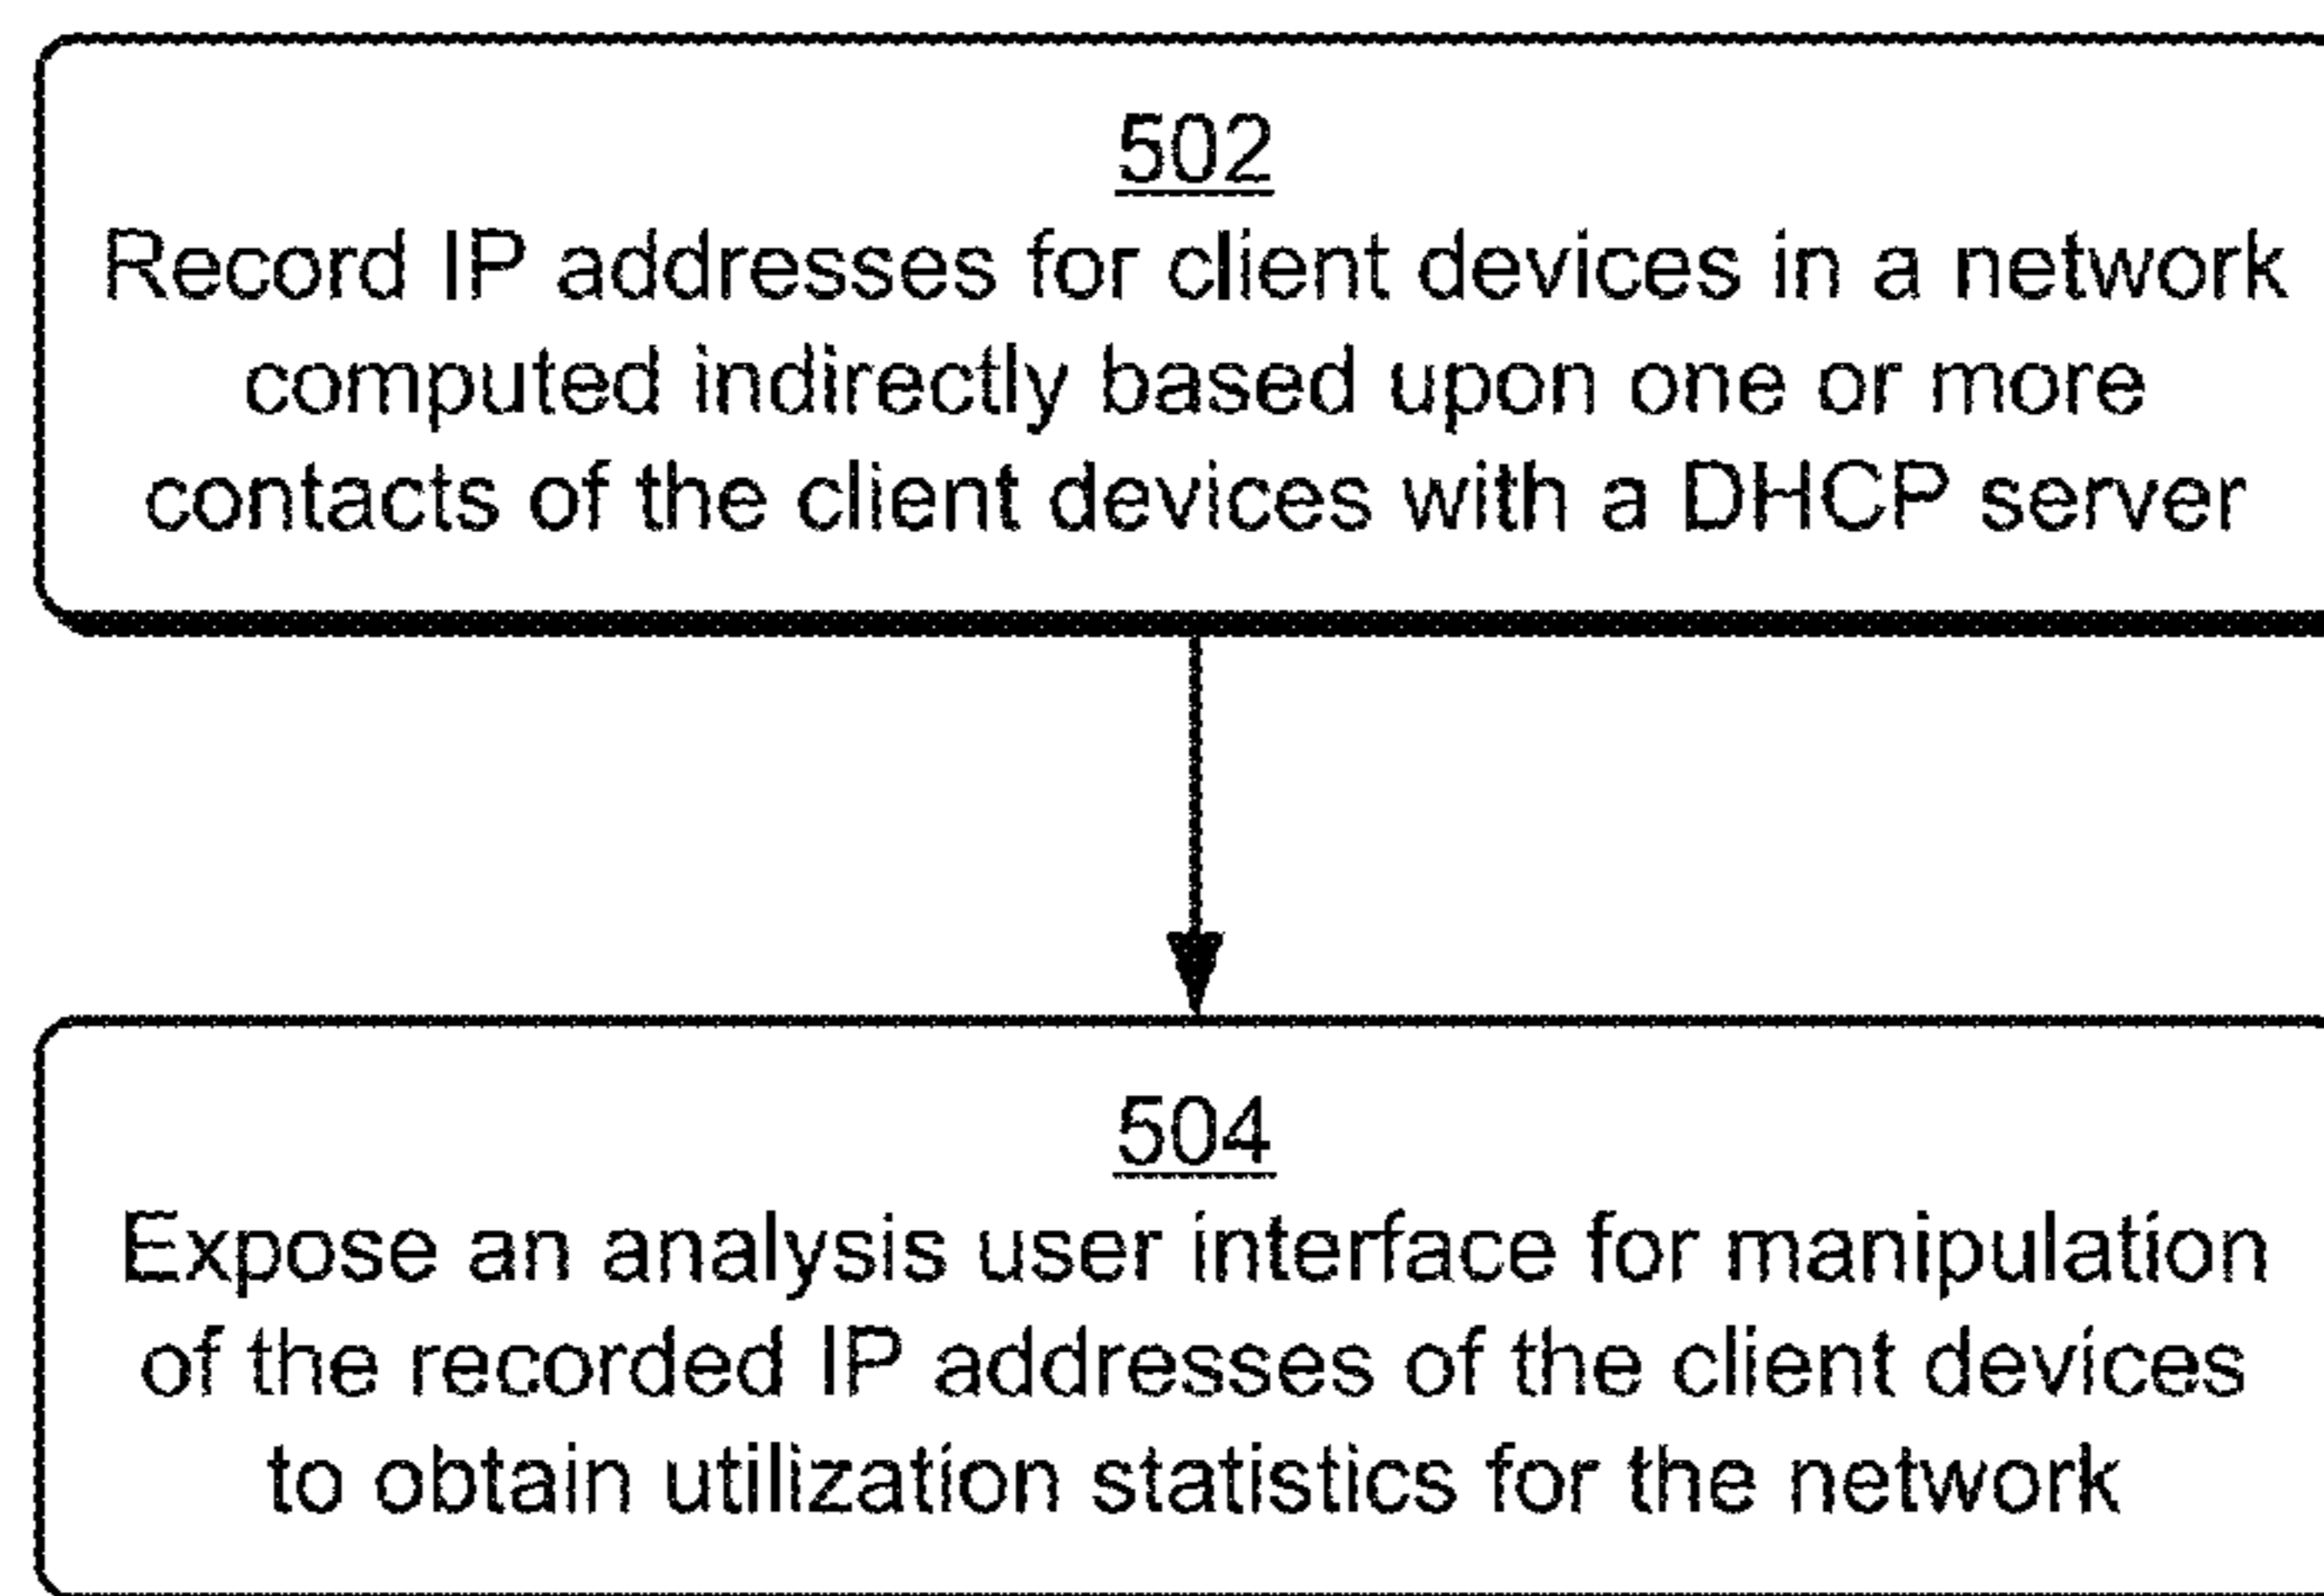 502
Record IP addresses for client devices in a network
computed indirectly based upon one or more
contacts of the client devices with a DHCP server
504
Expose an analysis user interface for manipulation
of the recorded IP addresses of the client devices
to obtain utilization statistics for the network